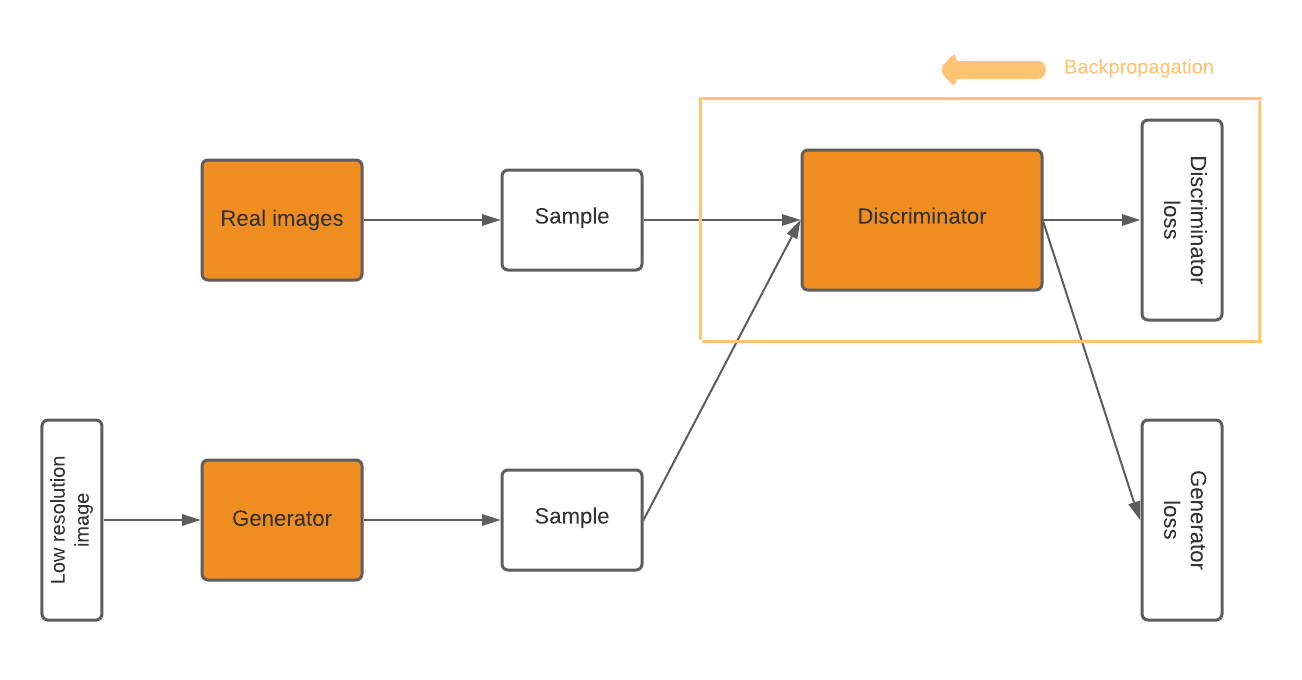 Backpropagation
Real images
Sample
Discriminator
Discriminator
loss
Low resolution
image
Generator
Sample
Generator
loss